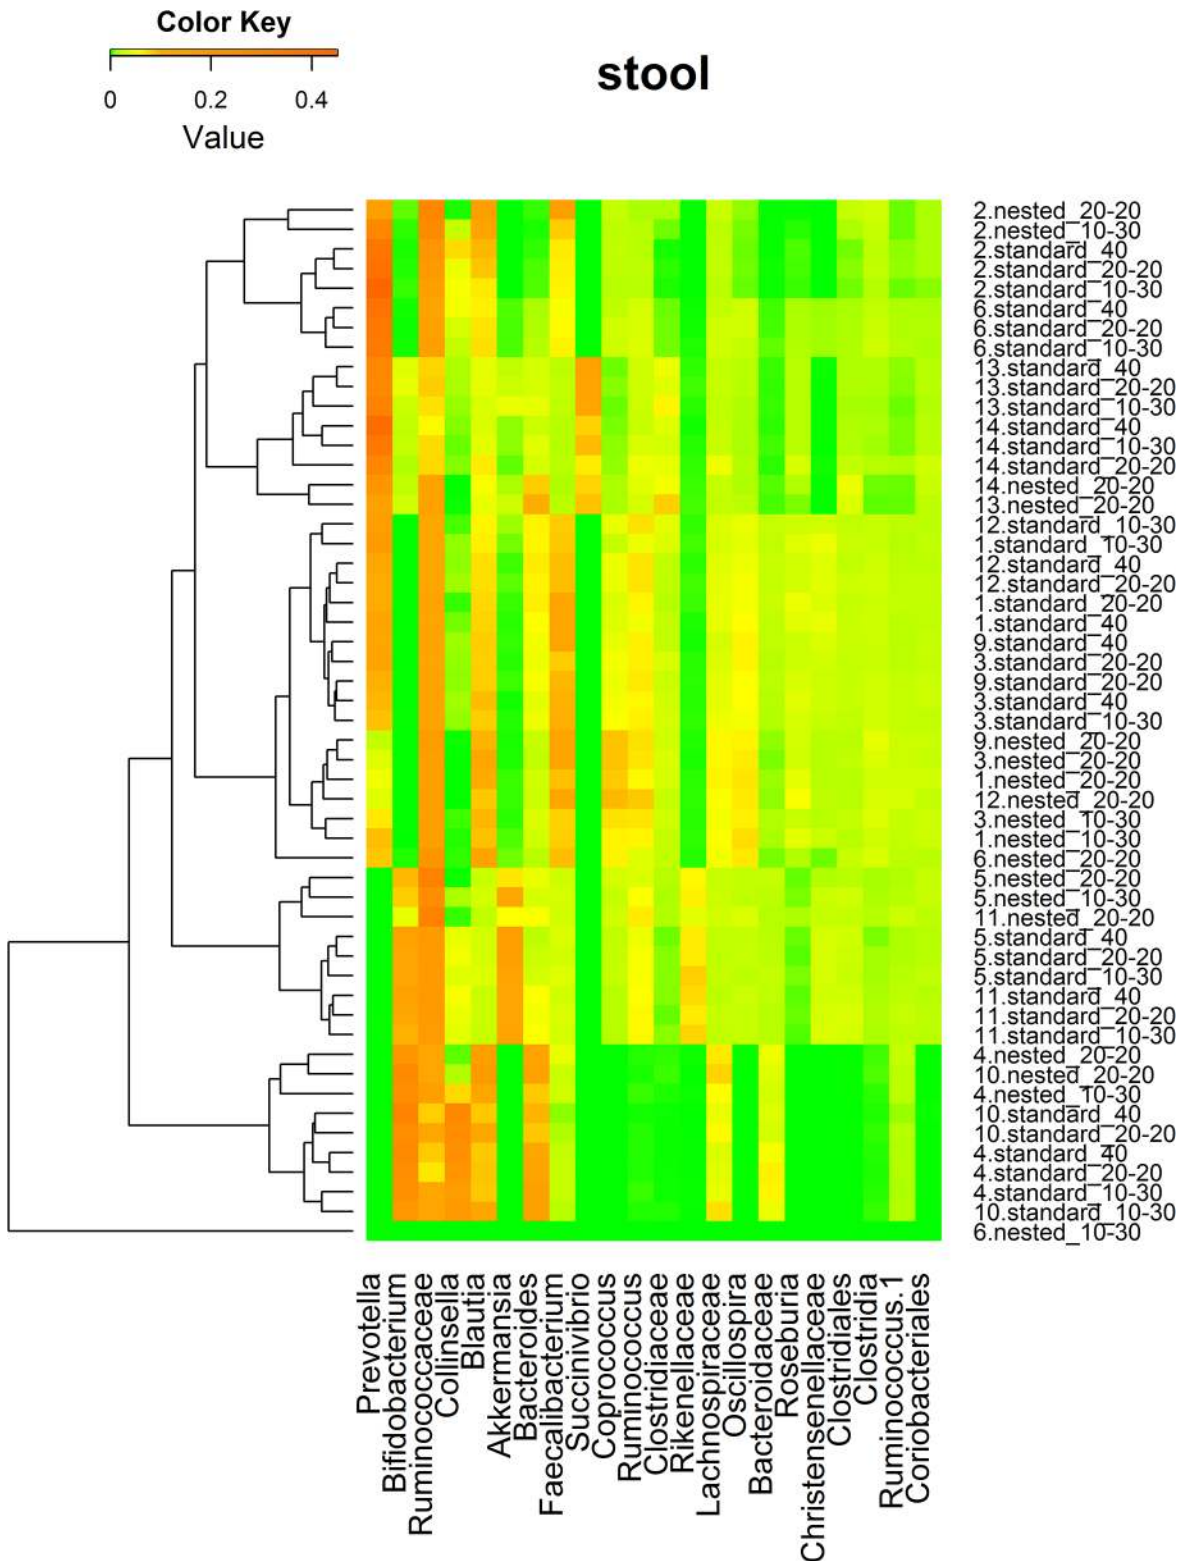 Color Key
0 0.2 0.4
Value
stool
2.nested_20-20
2.nested_10-30
2.standard_40
2.standard_20-20
2.standard_10-30
6.standard_40
6.standard_20-20
6.standard_10-30
13.standard_40
13.standard_20-20
13.standard_10-30
14.standard_40
14.standard_10-30
14.standard_20-20
14.nested_20-20
13.nested_20-20
12.standard_10-30
1.standard_10-30
12.standard_40
12.standard_20-20
1.standard_20-20
1.standard_40
9.standard_40
3.standard_20-20
9.standard_20-20
3.standard_40
3.standard_10-30
9.nested_20-20
3.nested_20-20
1.nested_20-20
12.nested_20-20
3.nested_10-30
1.nested_10-30
6.nested_20-20
5.nested_20-20
5.nested_10-30
11.nested_20-20
5.standard_40
5.standard_20-20
5.standard_10-30
11.standard_40
11.standard_20-20
11.standard_10-30
4.nested_20-20
10.nested_20-20
4.nested_10-30
10.standard_40
10.standard_20-20
4.standard_40
4.standard_20-20
4.standard_10-30
10.standard_10-30
6.nested_10-30
Prevotella
Bifidobacterium
Ruminococcaceae
Collinsella
Blautia
Akkermansia
Bacteroides
Faecalibacterium
Succinivibrio
Coprococcus
Ruminococcus
Clostridiaceae
Rikenellaceae
Lachnospiraceae
Oscillospira
Bacteroidaceae
Roseburia
Christensenellaceae
Clostridiales
Clostridia
Ruminococcus.1
Coriobacteriales